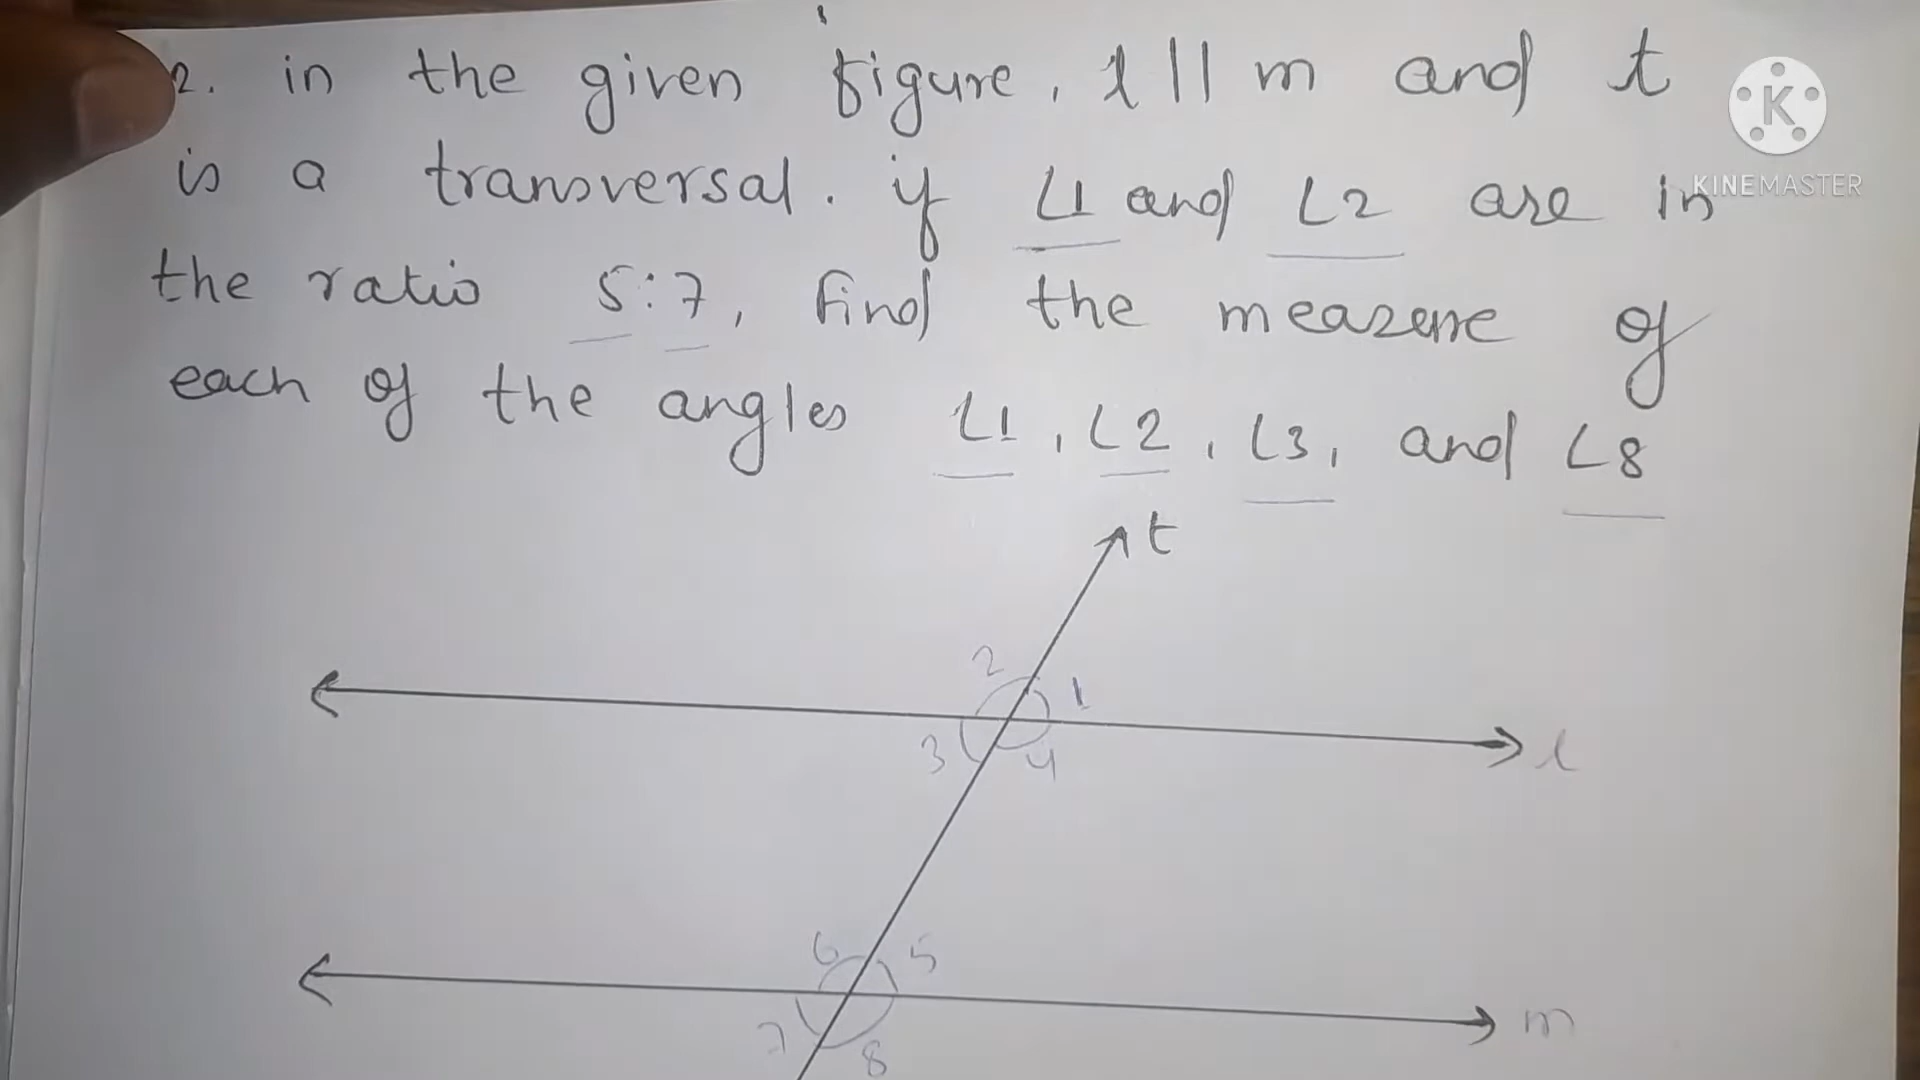 2. in the given figure, l || m and t
is a transversal. if ∠1 and ∠2 are in
the ratio 5:7, find the meazere of
each of the angles ∠1, ∠2, ∠3, and ∠8
t
2 1
3 4
l
6 5
7 8
m
K
KINEMASTER